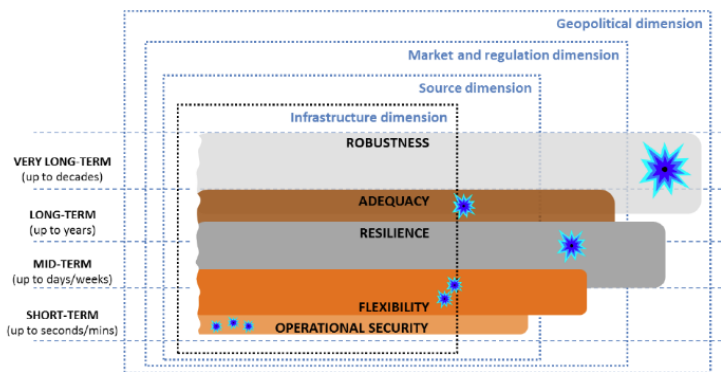 Geopolitical dimension
Market and regulation dimension
Source dimension
Infrastructure dimension
ROBUSTNESS
VERY LONG-TERM
(up to decades)
ADEQUACY
LONG-TERM
(up to years)
RESILIENCE
MID-TERM
(up to days/weeks)
FLEXIBILITY
SHORT-TERM
(up to seconds/mins)
OPERATIONAL SECURITY